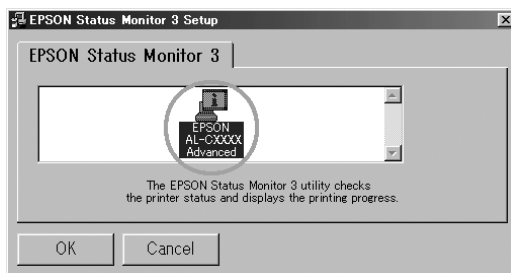 EPSON Status Monitor 3 Setup
EPSON Status Monitor 3
i
EPSON
AL-CXXXX
Advanced
The EPSON Status Monitor 3 utility checks
the printer status and displays the printing progress.
OK
Cancel